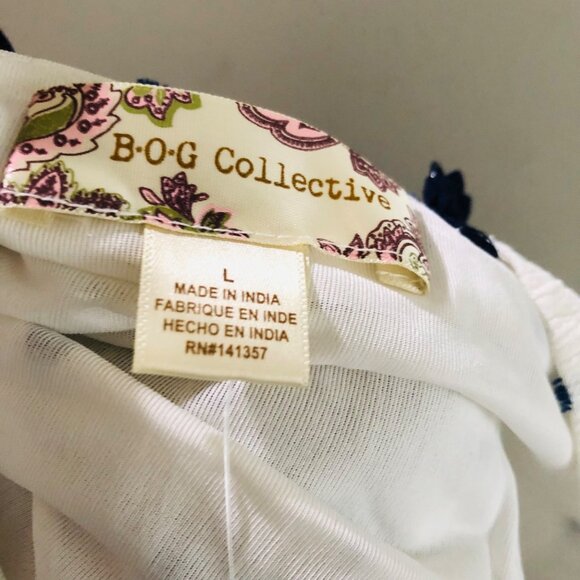 B·O·G Collective
L
MADE IN INDIA
FABRIQUE EN INDE
HECHO EN INDIA
RN#141357